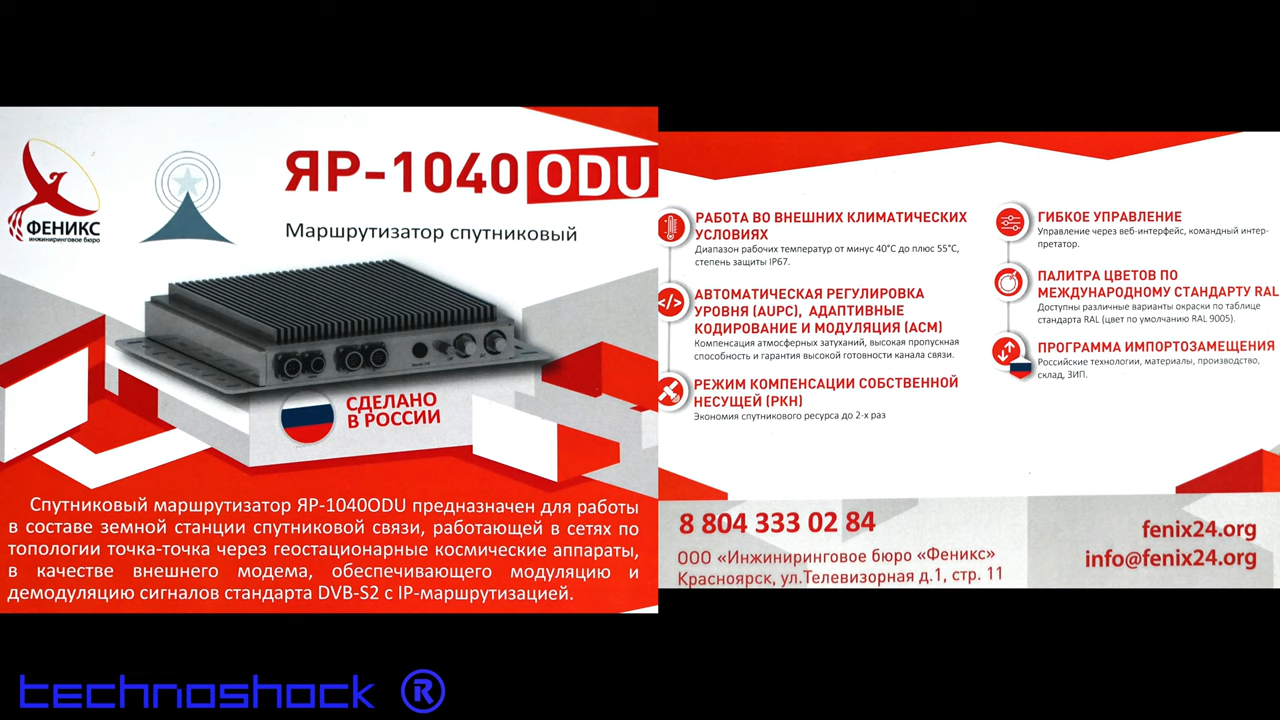 ФЕНИКС
инжиниринговое бюро
ЯР-1040 ODU
Маршрутизатор спутниковый
СДЕЛАНО
В РОССИИ
Спутниковый маршрутизатор ЯР-1040ODU предназначен для работы
в составе земной станции спутниковой связи, работающей в сетях по
топологии точка-точка через геостационарные космические аппараты,
в качестве внешнего модема, обеспечивающего модуляцию и
демодуляцию сигналов стандарта DVB-S2 с IP-маршрутизацией.
РАБОТА ВО ВНЕШНИХ КЛИМАТИЧЕСКИХ
УСЛОВИЯХ
Диапазон рабочих температур от минус 40°С до плюс 55°С,
степень защиты IP67.
</>
АВТОМАТИЧЕСКАЯ РЕГУЛИРОВКА
УРОВНЯ (AUPC), АДАПТИВНЫЕ
КОДИРОВАНИЕ И МОДУЛЯЦИЯ (ACM)
Компенсация атмосферных затуханий, высокая пропускная
способность и гарантия высокой готовности канала связи.
РЕЖИМ КОМПЕНСАЦИИ СОБСТВЕННОЙ
НЕСУЩЕЙ (РКН)
Экономия спутникового ресурса до 2-х раз
ГИБКОЕ УПРАВЛЕНИЕ
Управление через веб-интерфейс, командный интер-
претатор.
ПАЛИТРА ЦВЕТОВ ПО
МЕЖДУНАРОДНОМУ СТАНДАРТУ RAL
Доступны различные варианты окраски по таблице
стандарта RAL (цвет по умолчанию RAL 9005).
ПРОГРАММА ИМПОРТОЗАМЕЩЕНИЯ
Российские технологии, материалы, производство,
склад, ЗИП.
8 804 333 02 84
ООО «Инжиниринговое бюро «Феникс»
Красноярск, ул.Телевизорная д.1, стр. 11
fenix24.org
info@fenix24.org
technoshock ®